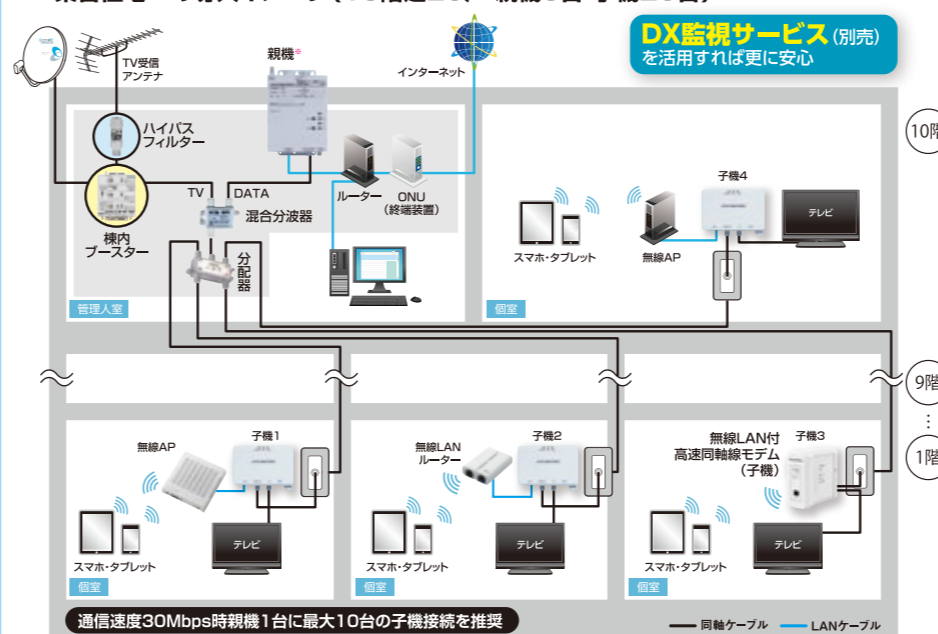 DX監視サービス(別売)
を活用すれば更に安心
TV受信
アンテナ
親機※
インターネット
ハイパス
フィルター
TV
DATA
混合分波器
ルーター
ONU
(終端装置)
棟内
ブースター
分配器
管理人室
スマホ・タブレット
無線AP
子機4
テレビ
個室
10階
9階
⋮
1階
無線AP
子機1
スマホ・タブレット
テレビ
個室
無線LAN
ルーター
子機2
スマホ・タブレット
テレビ
個室
無線LAN付
高速同軸線モデム
(子機)
子機3
スマホ・タブレット
テレビ
個室
通信速度30Mbps時親機1台に最大10台の子機接続を推奨
同軸ケーブル
LANケーブル